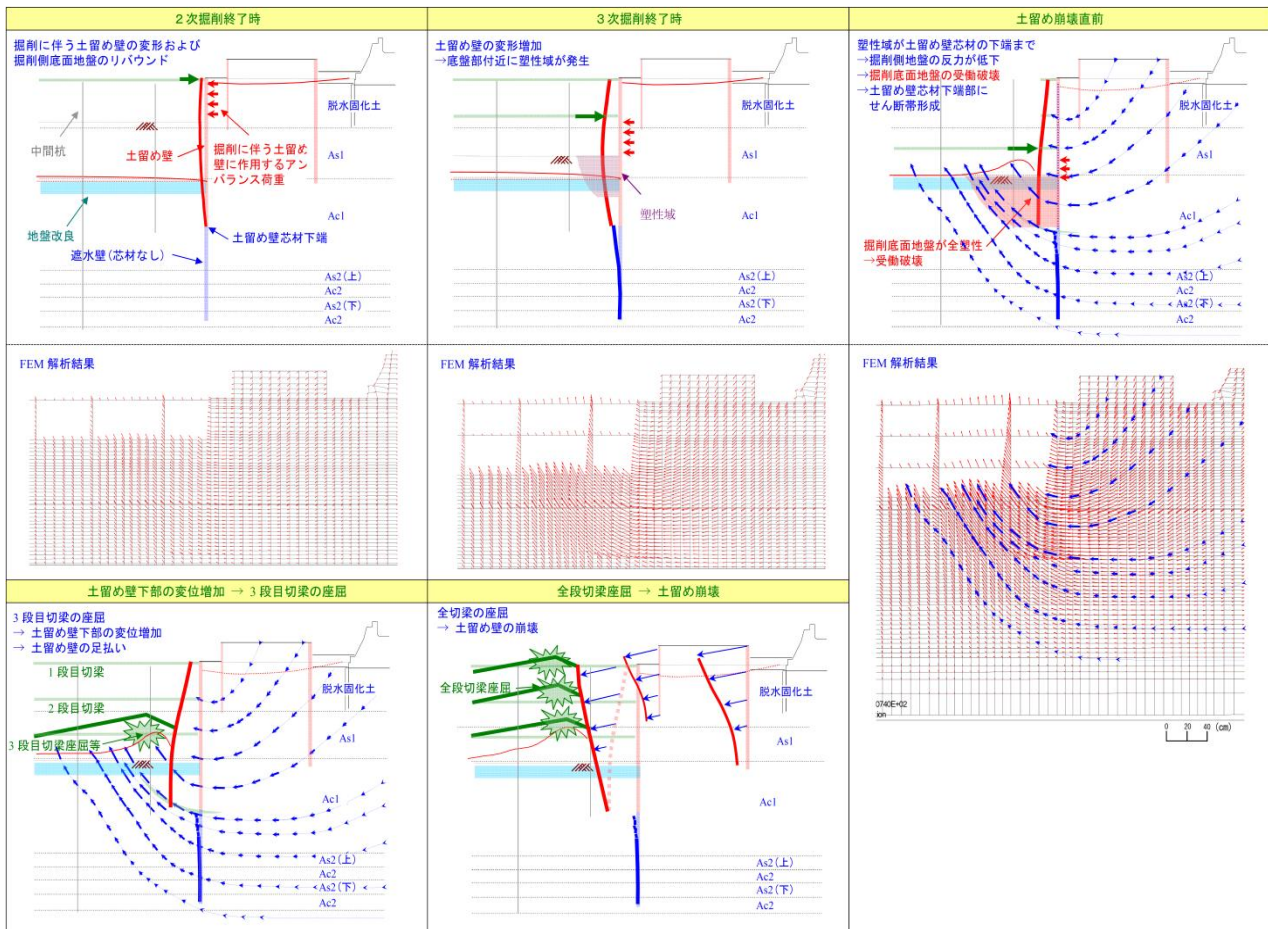 2次掘削終了時
掘削に伴う土留め壁の変形および
掘削側底面地盤のリバウンド
脱水固化土
中間杭
土留め壁
掘削に伴う土留め
壁に作用するアン
バランス荷重
As1
Ac1
地盤改良
土留め壁芯材下端
遮水壁(芯材なし)
As2(上)
Ac2
As2(下)
Ac2
3次掘削終了時
土留め壁の変形増加
→底盤部付近に塑性域が発生
脱水固化土
As1
塑性域
Ac1
As2(上)
Ac2
As2(下)
Ac2
土留め崩壊直前
塑性域が土留め壁芯材の下端まで
→掘削側地盤の反力が低下
→掘削底面地盤の受働破壊
→土留め壁芯材下端部に
せん断帯形成
脱水固化土
As1
Ac1
掘削底面地盤が全塑性
→受働破壊
As2(上)
Ac2
As2(下)
Ac2
FEM 解析結果
FEM 解析結果
FEM 解析結果
0740E+02
ion
0 20 40 (cm)
土留め壁下部の変位増加 → 3段目切梁の座屈
3段目切梁の座屈
→ 土留め壁下部の変位増加
→ 土留め壁の足払い
1段目切梁
脱水固化土
2段目切梁
3段目切梁座屈等
As1
Ac1
As2(上)
Ac2
As2(下)
Ac2
全段切梁座屈 → 土留め崩壊
全切梁の座屈
→ 土留め壁の崩壊
全段切梁座屈
脱水固化土
As1
Ac1
As2(上)
Ac2
As2(下)
Ac2